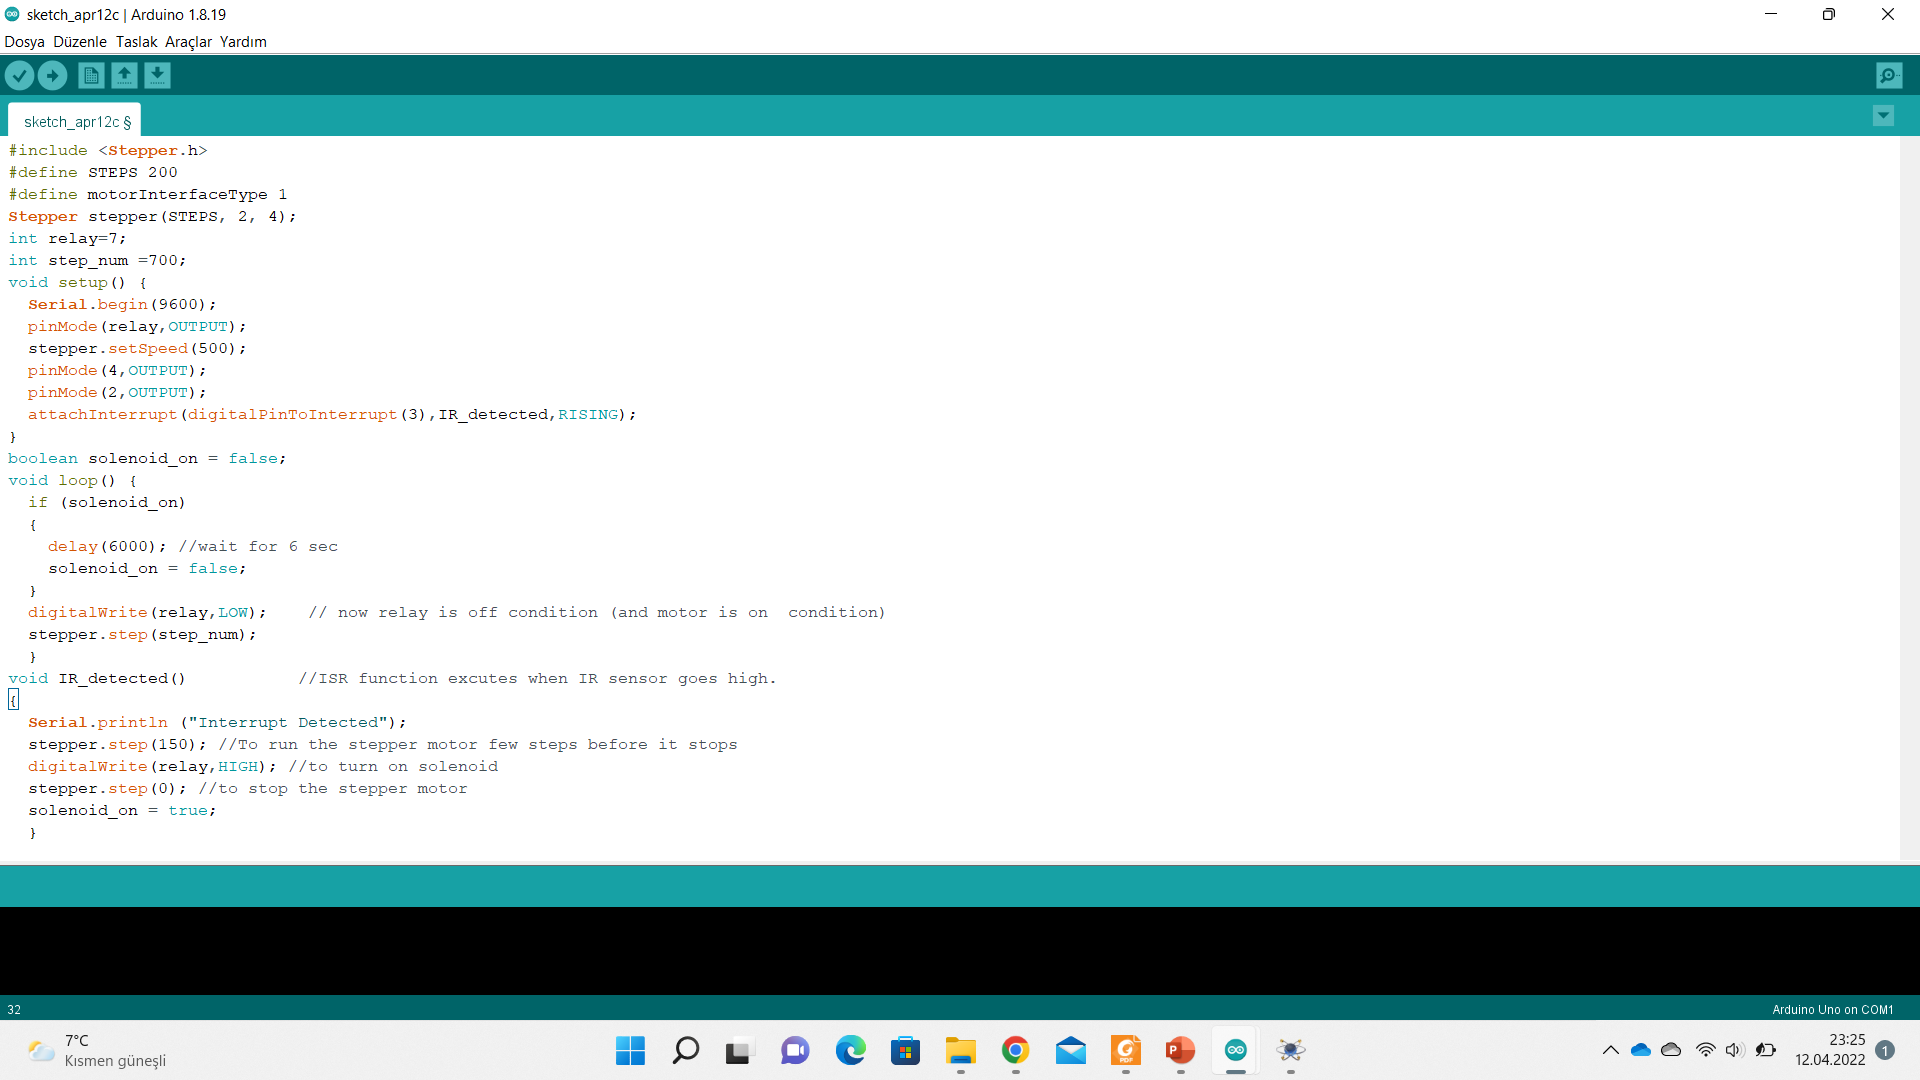 sketch_apr12c | Arduino 1.8.19
Dosya Düzenle Taslak Araçlar Yardım
sketch_apr12c §
#include <Stepper.h>
#define STEPS 200
#define motorInterfaceType 1
Stepper stepper(STEPS, 2, 4);
int relay=7;
int step_num =700;
void setup() {
  Serial.begin(9600);
  pinMode(relay,OUTPUT);
  stepper.setSpeed(500);
  pinMode(4,OUTPUT);
  pinMode(2,OUTPUT);
  attachInterrupt(digitalPinToInterrupt(3),IR_detected,RISING);
}
boolean solenoid_on = false;
void loop() {
  if (solenoid_on)
  {
    delay(6000); //wait for 6 sec
    solenoid_on = false;
  }
  digitalWrite(relay,LOW);    // now relay is off condition (and motor is on  condition)
  stepper.step(step_num);
  }
void IR_detected()           //ISR function excutes when IR sensor goes high.
{
  Serial.println ("Interrupt Detected");
  stepper.step(150); //To run the stepper motor few steps before it stops
  digitalWrite(relay,HIGH); //to turn on solenoid
  stepper.step(0); //to stop the stepper motor
  solenoid_on = true;
  }
32
Arduino Uno on COM1
7°C
Kısmen güneşli
PDF
P
23:25
12.04.2022
1